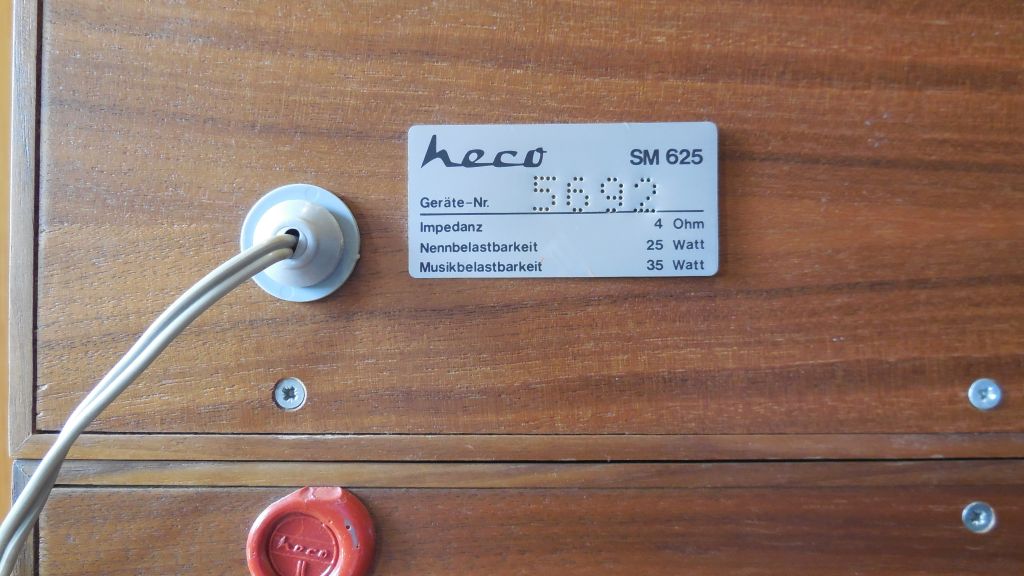 heco SM 625
Geräte-Nr. 5692
Impedanz 4 Ohm
Nennbelastbarkeit 25 Watt
Musikbelastbarkeit 35 Watt
heco